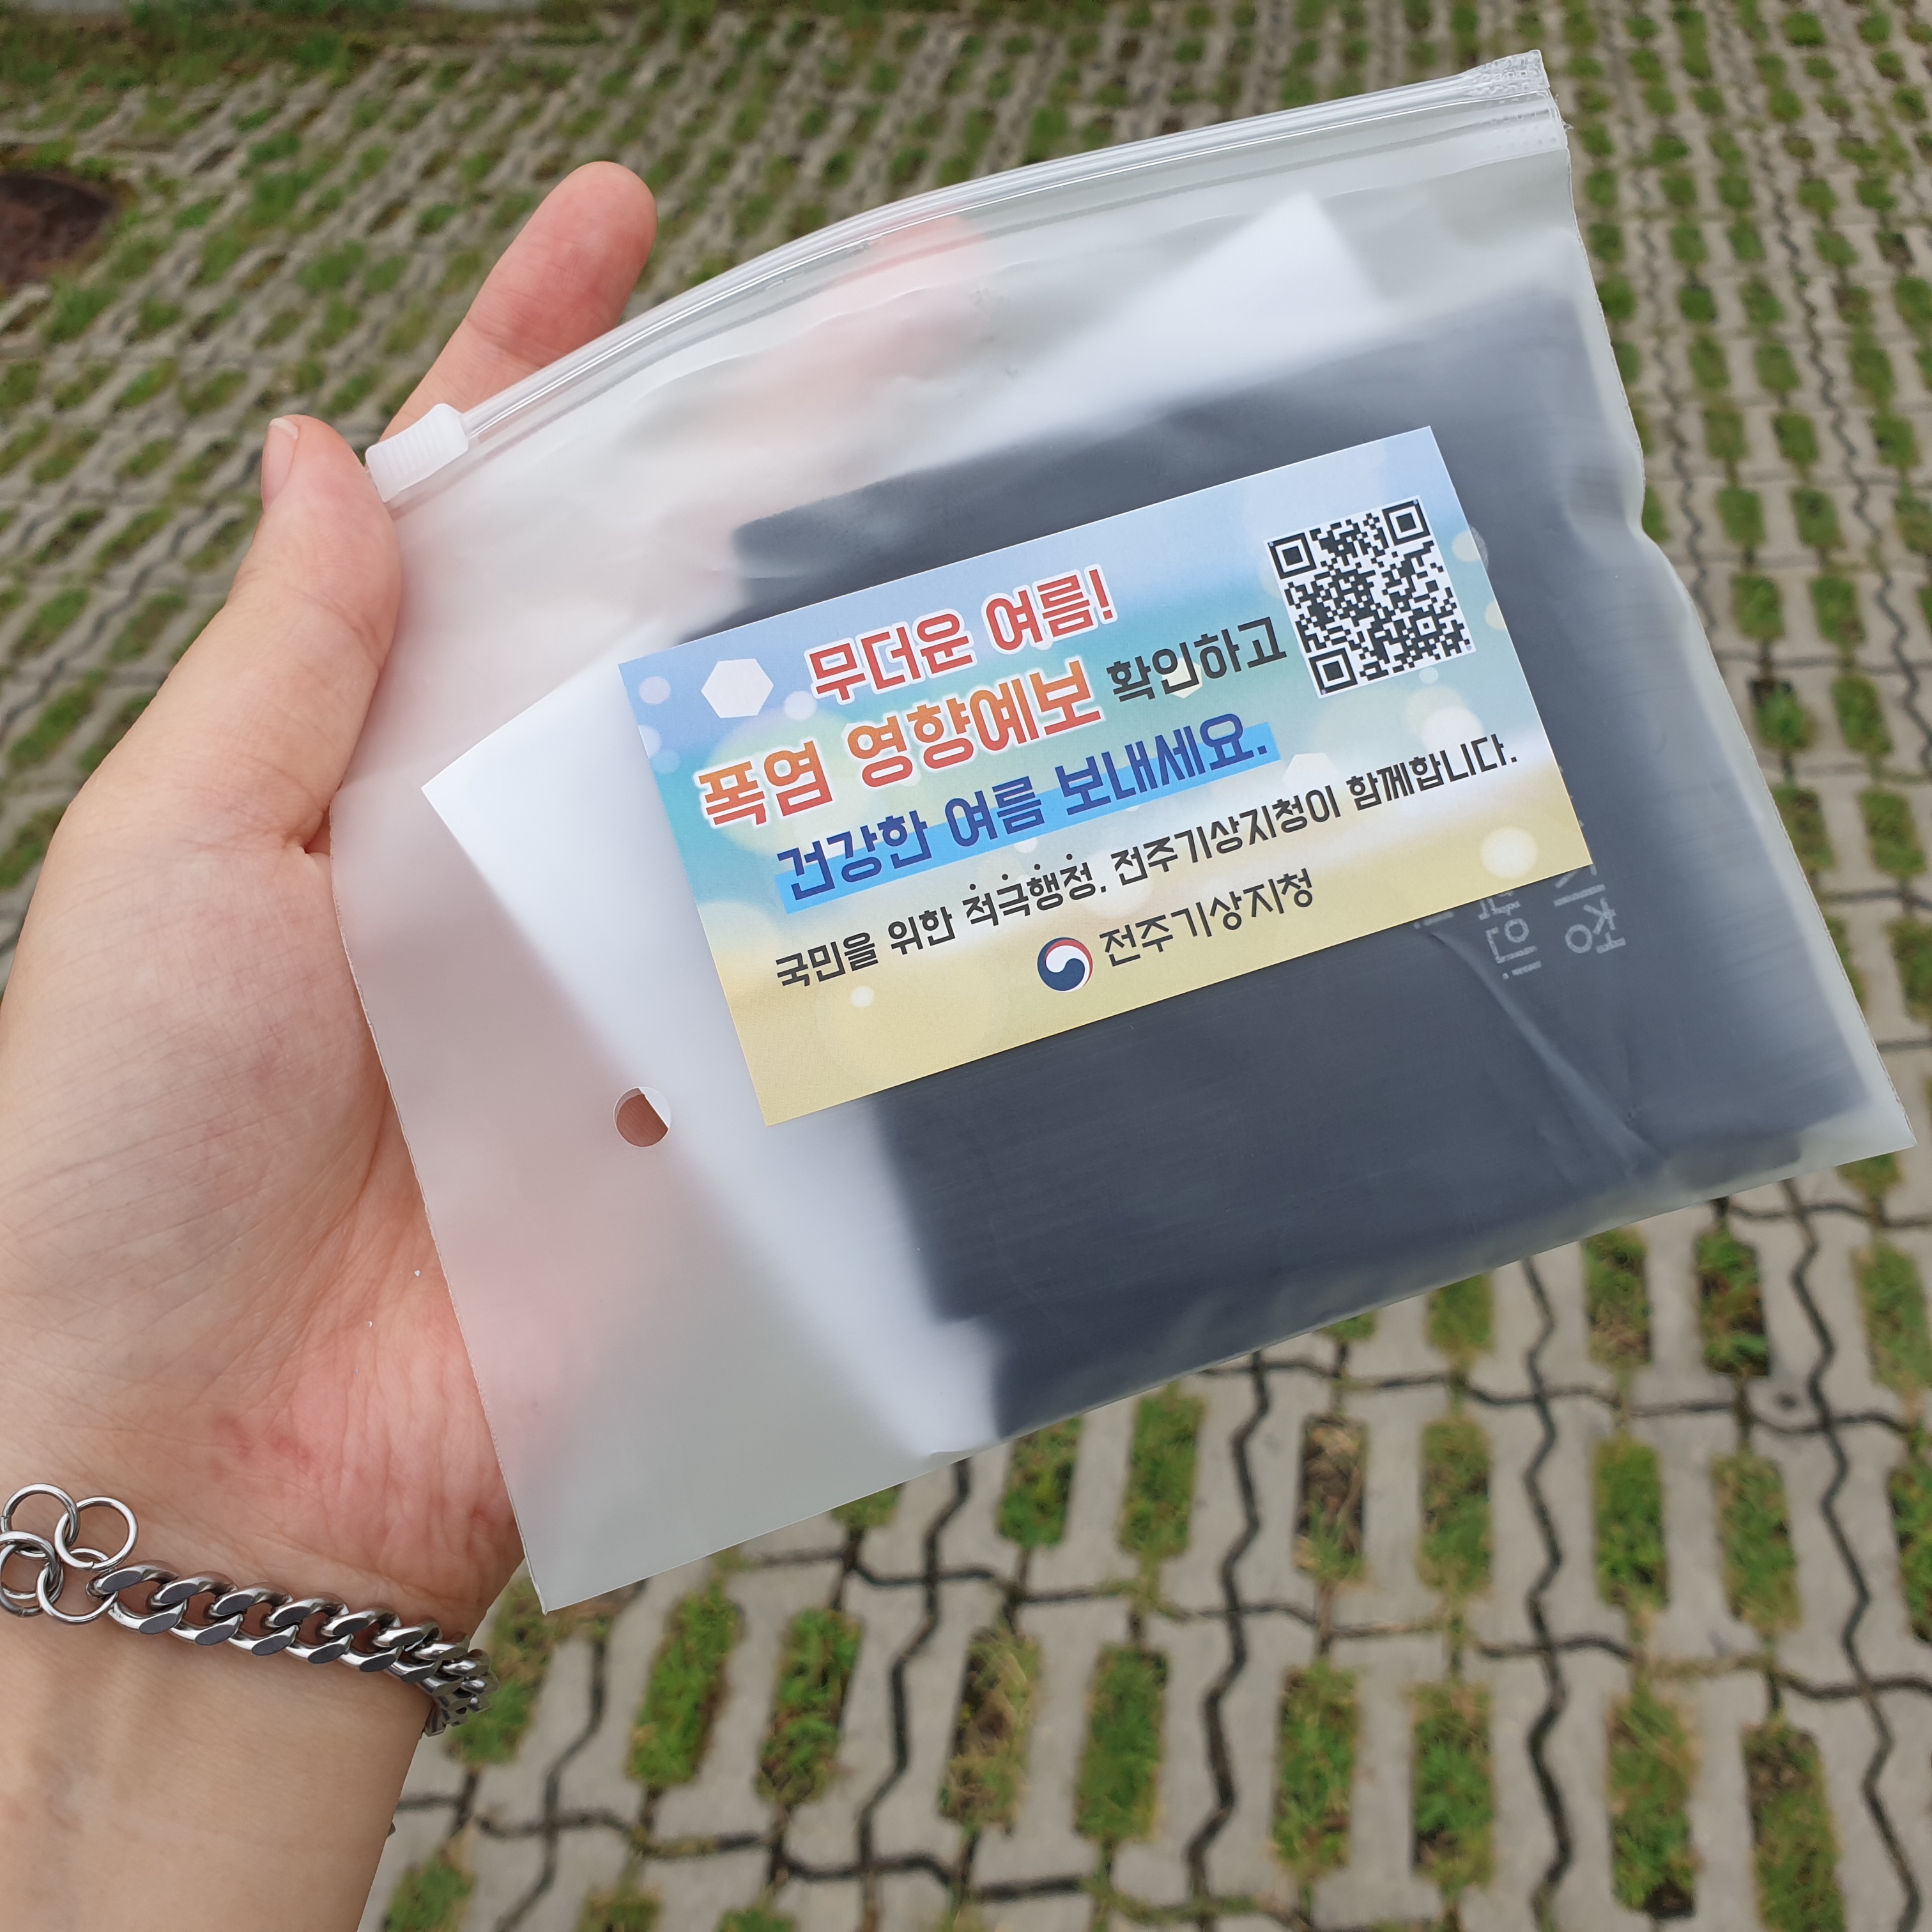 무더운 여름!
폭염 영향예보 확인하고
건강한 여름 보내세요.
국민을 위한 적극행정. 전주기상지청이 함께합니다.
전주기상지청
지청